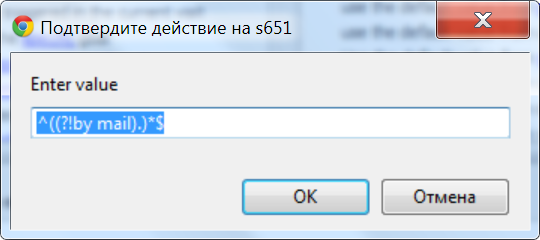 Подтвердите действие на s651
Enter value
^((?!by mail).)*$
OK
Отмена